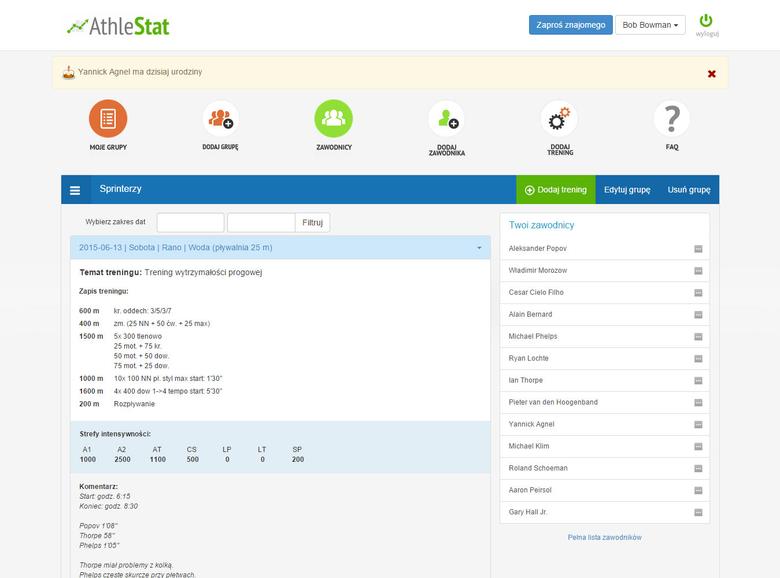 AthleStat
Zaproś znajomego
Bob Bowman
wyloguj
Yannick Agnel ma dzisiaj urodziny
MOJE GRUPY
DODAJ GRUPĘ
ZAWODNICY
DODAJ
ZAWODNIKA
DODAJ
TRENING
FAQ
Sprinterzy
Dodaj trening
Edytuj grupę
Usuń grupę
Wybierz zakres dat
Filtruj
2015-06-13 | Sobota | Rano | Woda (pływalnia 25 m)
Temat treningu: Trening wytrzymałości progowej
Zapis treningu:
600 m kr. oddech: 3/5/3/7
400 m zm. (25 NN + 50 ćw. + 25 max)
1500 m 5x 300 tlenowo
25 mot. + 75 kr.
50 mot. + 50 dow.
75 mot. + 25 dow.
1000 m 10x 100 NN pł. styl max start: 1'30"
1600 m 4x 400 dow 1->4 tempo start: 5'30"
200 m Rozpływanie
Strefy intensywności:
A1 A2 AT CS LP LT SP
1000 2500 1100 500 0 0 200
Komentarz:
Start: godz. 6:15
Koniec: godz. 8:30
Popov 1'08"
Thorpe 58"
Phelps 1'05"
Thorpe miał problemy z kolką.
Phelps częste skurcze przy płetwach.
Twoi zawodnicy
Aleksander Popov
Władimir Morozow
Cesar Cielo Filho
Alain Bernard
Michael Phelps
Ryan Lochte
Ian Thorpe
Pieter van den Hoogenband
Yannick Agnel
Michael Klim
Roland Schoeman
Aaron Peirsol
Gary Hall Jr.
Pełna lista zawodników